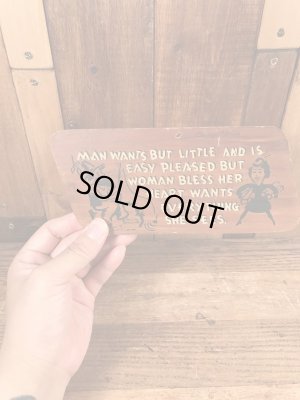 MAN WANTS BUT LITTLE AND IS
EASY PLEASED BUT
WOMAN BLESS HER
HEART WANTS
SOLD OUT